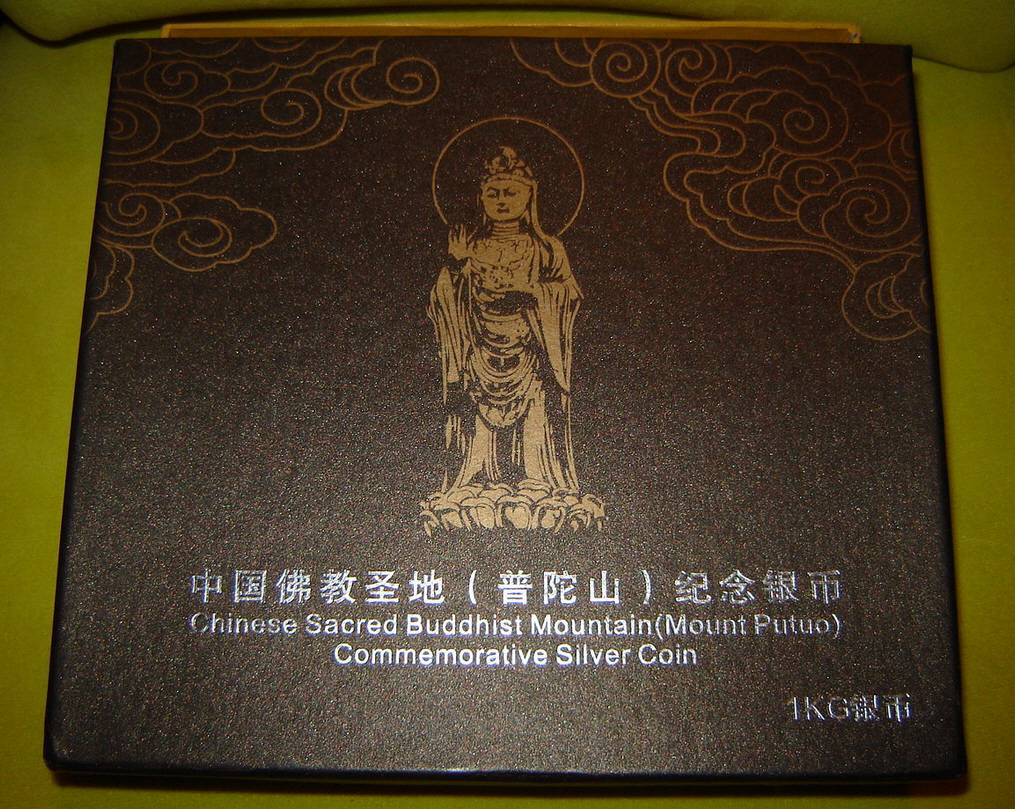 中国佛教圣地(普陀山)纪念银币
Chinese Sacred Buddhist Mountain(Mount Putuo)
Commemorative Silver Coin
1KG银币